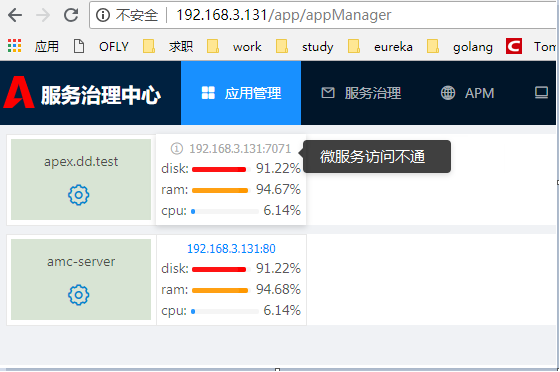 不安全 | 192.168.3.131/app/appManager
应用 OFLY 求职 work study eureka golang C Tom
服务治理中心 应用管理 服务治理 APM
apex.dd.test
192.168.3.131:7071
微服务访问不通
disk: 91.22%
ram: 94.67%
cpu: 6.14%
amc-server
192.168.3.131:80
disk: 91.22%
ram: 94.68%
cpu: 6.14%